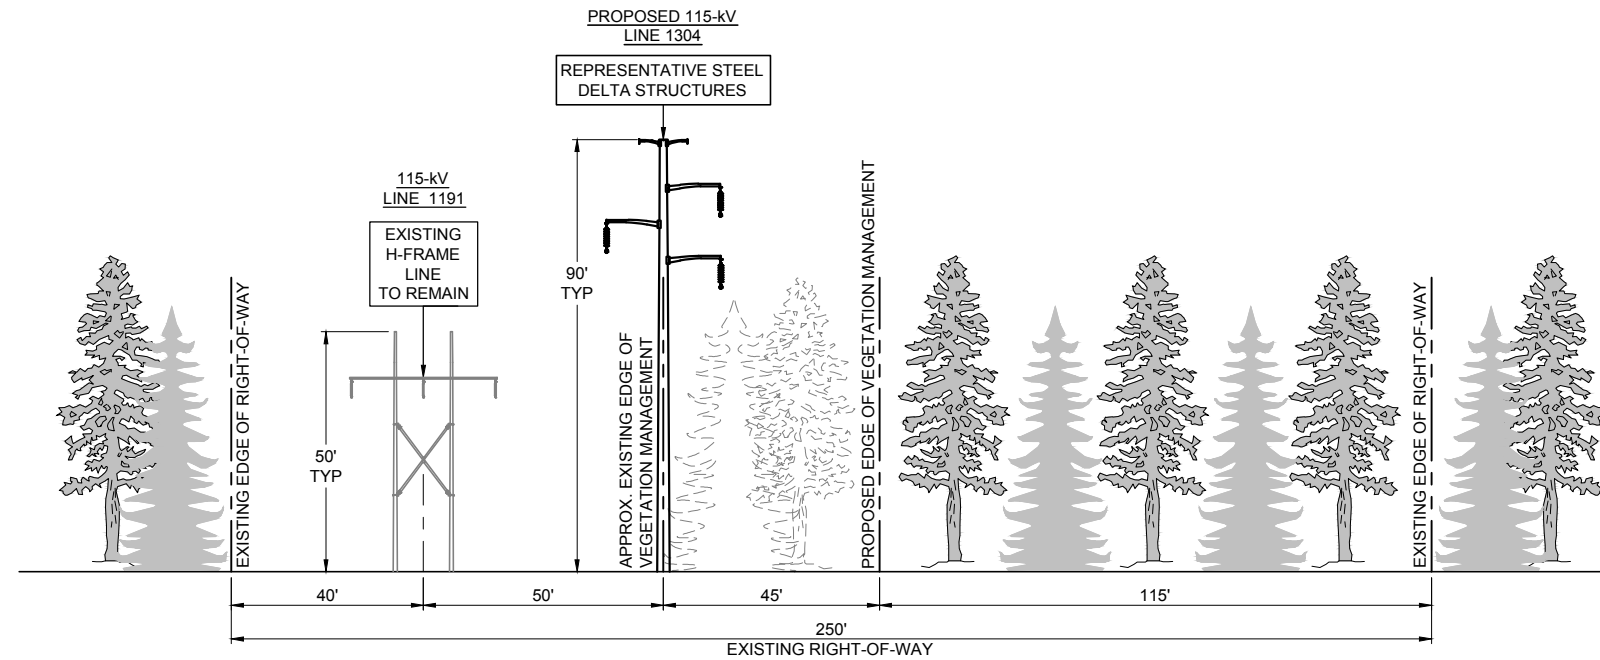 PROPOSED 115-kV
LINE 1304
REPRESENTATIVE STEEL
DELTA STRUCTURES
115-kV
LINE 1191
EXISTING
H-FRAME
LINE
TO REMAIN
90'
TYP
50'
TYP
EXISTING EDGE OF RIGHT-OF-WAY
APPROX. EXISTING EDGE OF
VEGETATION MANAGEMENT
PROPOSED EDGE OF VEGETATION MANAGEMENT
EXISTING EDGE OF RIGHT-OF-WAY
40'
50'
45'
115'
250'
EXISTING RIGHT-OF-WAY